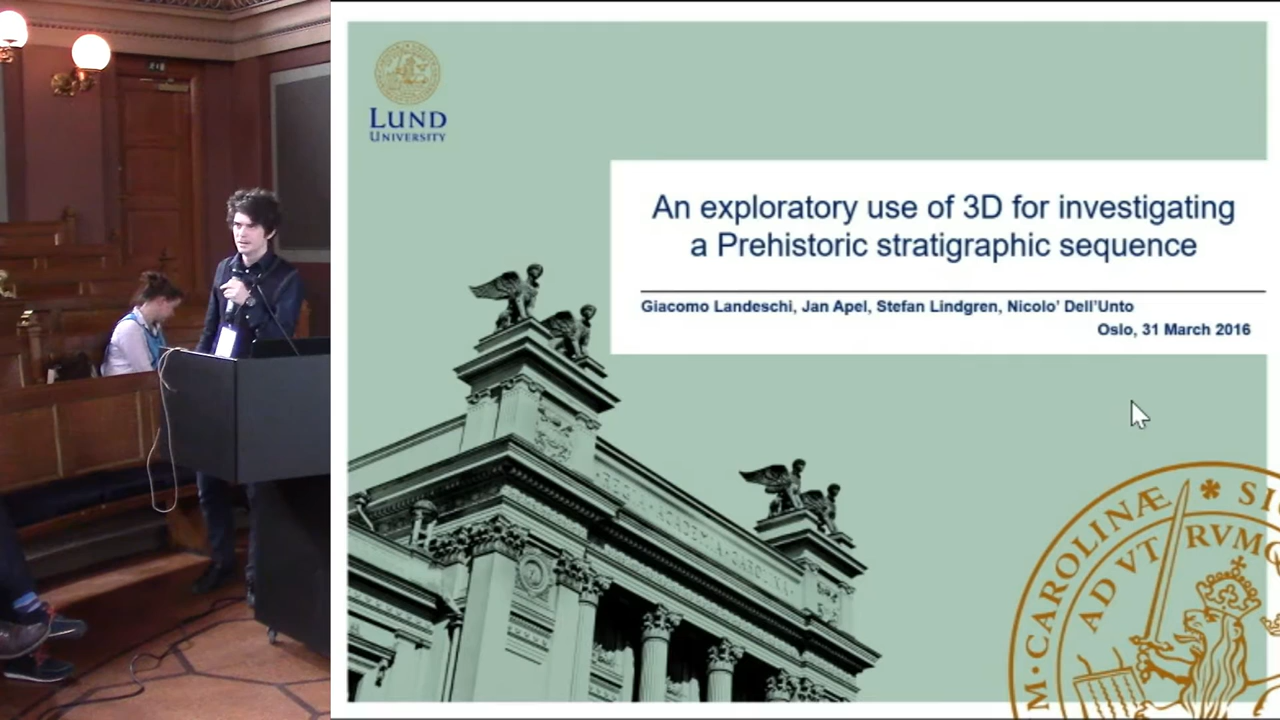 LUND
UNIVERSITY
An exploratory use of 3D for investigating
a Prehistoric stratigraphic sequence
Giacomo Landeschi, Jan Apel, Stefan Lindgren, Nicolo' Dell'Unto
Oslo, 31 March 2016
M·CAROLINÆ * SI
AD VT RVMQ